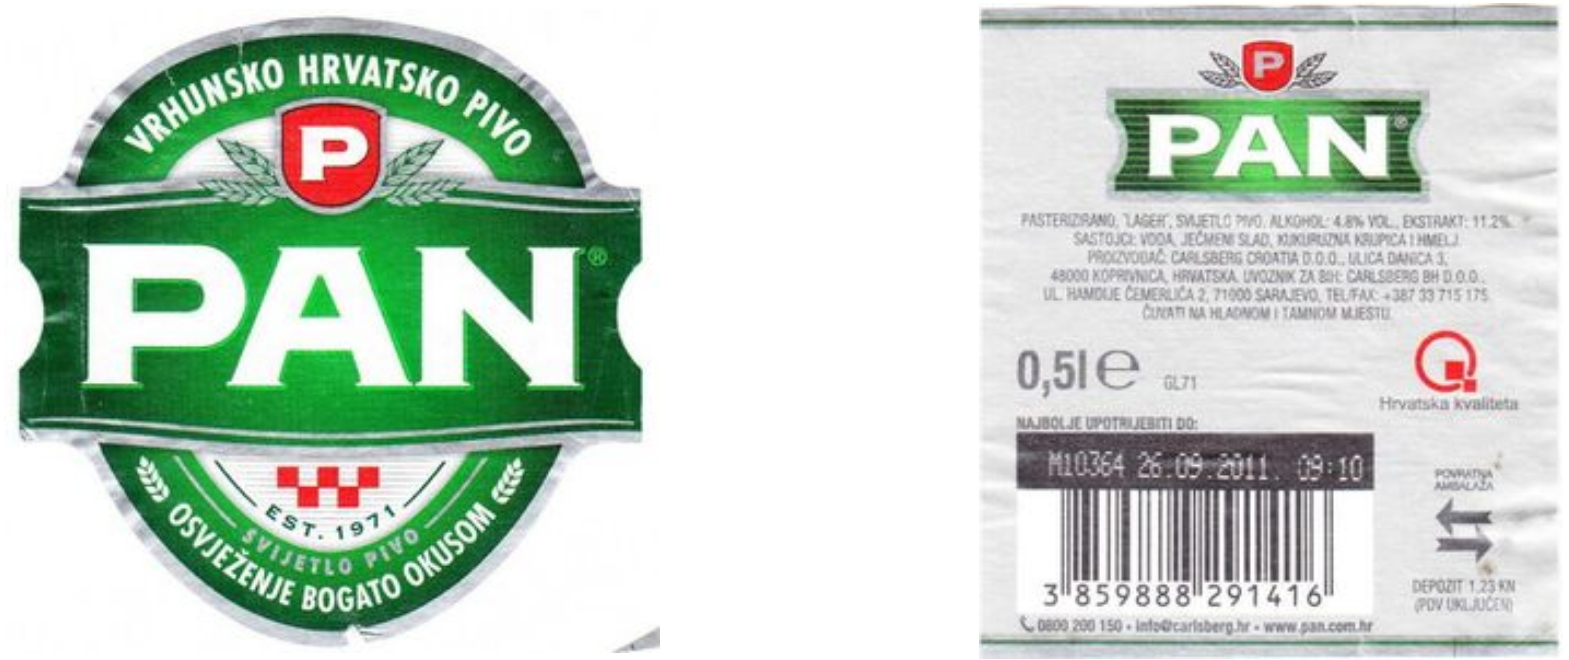 VRHUNSKO HRVATSKO PIVO
P
PAN®
EST. 1971
SVIJETLO PIVO
OSVJEŽENJE BOGATO OKUSOM
P
PAN®
PASTERIZIRANO, "LAGER", SVIJETLO PIVO. ALKOHOL: 4.8% VOL., EKSTRAKT: 11.2%.
SASTOJCI: VODA, JEČMENI SLAD, KUKURUZNA KRUPICA I HMELJ.
PROIZVOĐAČ: CARLSBERG CROATIA D.O.O., ULICA DANICA 3,
48000 KOPRIVNICA, HRVATSKA. UVOZNIK ZA BIH: CARLSBERG BH D.O.O.,
UL. HAMDIJE ČEMERLIĆA 2, 71000 SARAJEVO, TEL/FAX: +387 33 715 175.
ČUVATI NA HLADNOM I TAMNOM MJESTU.
0,5l e GL71
Hrvatska kvaliteta
NAJBOLJE UPOTRIJEBITI DO:
M10364 26.09.2011. 09:10
POVRATNA
AMBALAŽA
3 859888 291416
DEPOZIT 1,23 KN
(PDV UKLJUČEN)
0800 200 150 • info@carlsberg.hr • www.pan.com.hr